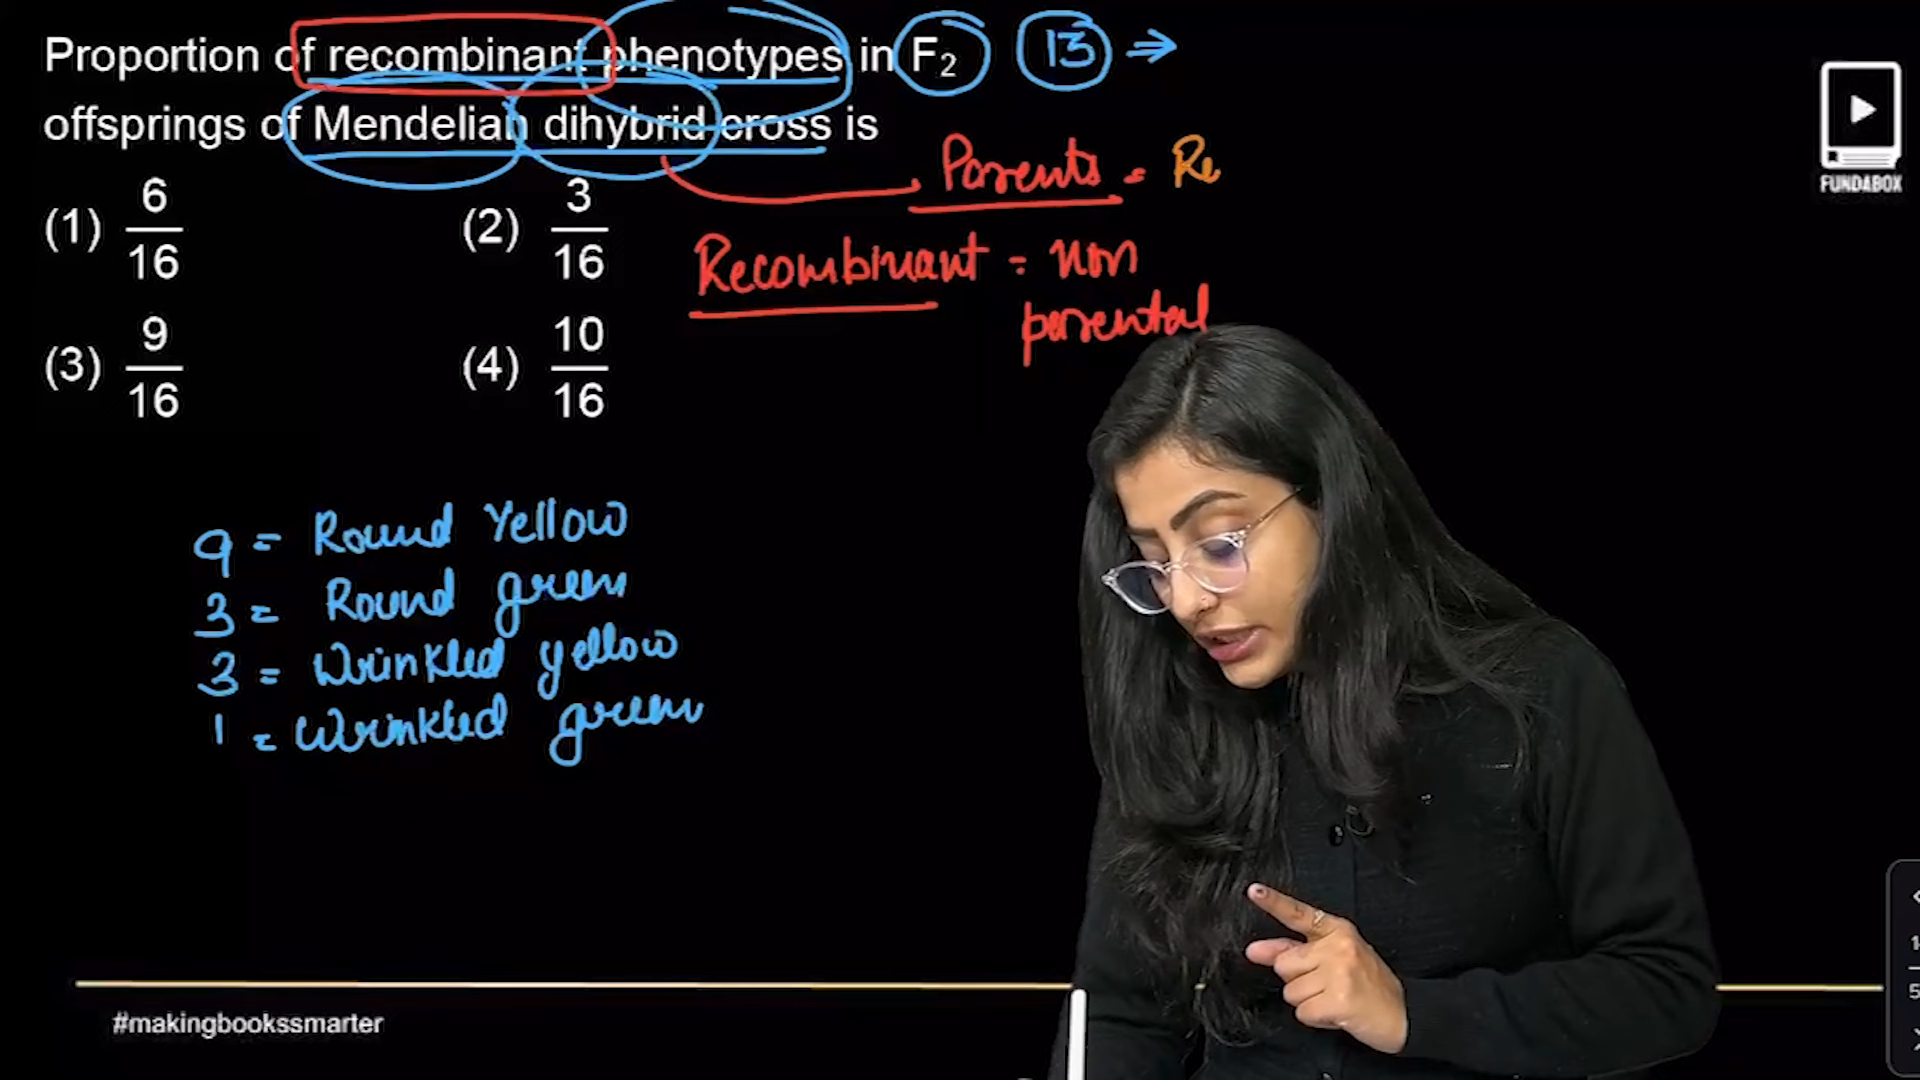 Proportion of recombinant phenotypes in F₂ 13 ⇒
offsprings of Mendelian dihybrid cross is
Parents = Re
(1) 6/16 (2) 3/16
Recombinant = non
parental
(3) 9/16 (4) 10/16
9 = Round Yellow
3 = Round green
3 = Wrinkled yellow
1 = Wrinkled green
#makingbookssmarter
FUNDABOX